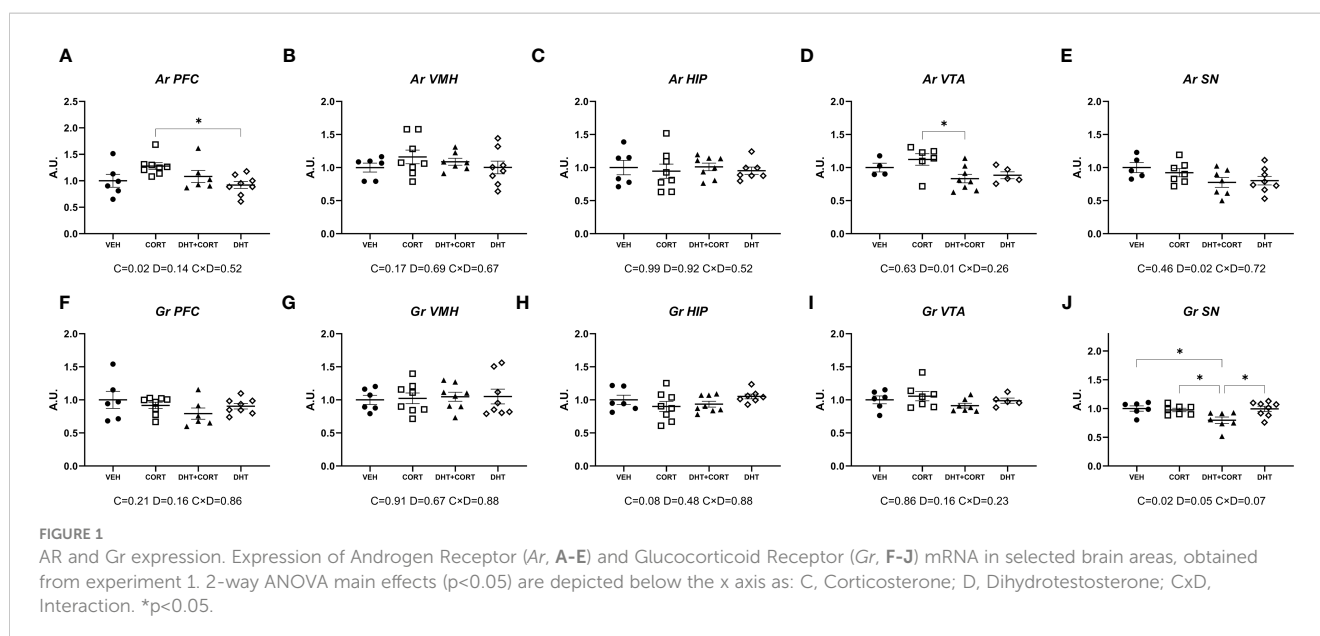 A
Ar PFC
A.U.
2.5
2.0
1.5
1.0
0.5
0.0
*
VEH CORT DHT+CORT DHT
C=0.02 D=0.14 C×D=0.52
B
Ar VMH
A.U.
2.0
1.5
1.0
0.5
0.0
VEH CORT DHT+CORT DHT
C=0.17 D=0.69 C×D=0.67
C
Ar HIP
A.U.
2.0
1.5
1.0
0.5
0.0
VEH CORT DHT+CORT DHT
C=0.99 D=0.92 C×D=0.52
D
Ar VTA
A.U.
2.0
1.5
1.0
0.5
0.0
*
VEH CORT DHT+CORT DHT
C=0.63 D=0.01 C×D=0.26
E
Ar SN
A.U.
2.0
1.5
1.0
0.5
0.0
VEH CORT DHT+CORT DHT
C=0.46 D=0.02 C×D=0.72
F
Gr PFC
A.U.
2.0
1.5
1.0
0.5
0.0
VEH CORT DHT+CORT DHT
C=0.21 D=0.16 C×D=0.86
G
Gr VMH
A.U.
2.0
1.5
1.0
0.5
0.0
VEH CORT DHT+CORT DHT
C=0.91 D=0.67 C×D=0.88
H
Gr HIP
A.U.
2.0
1.5
1.0
0.5
0.0
VEH CORT DHT+CORT DHT
C=0.08 D=0.48 C×D=0.88
I
Gr VTA
A.U.
2.0
1.5
1.0
0.5
0.0
VEH CORT DHT+CORT DHT
C=0.86 D=0.16 C×D=0.23
J
Gr SN
A.U.
2.0
1.5
1.0
0.5
0.0
*
* *
VEH CORT DHT+CORT DHT
C=0.02 D=0.05 C×D=0.07
FIGURE 1
AR and Gr expression. Expression of Androgen Receptor (Ar, A-E) and Glucocorticoid Receptor (Gr, F-J) mRNA in selected brain areas, obtained
from experiment 1. 2-way ANOVA main effects (p<0.05) are depicted below the x axis as: C, Corticosterone; D, Dihydrotestosterone; CxD,
Interaction. *p<0.05.